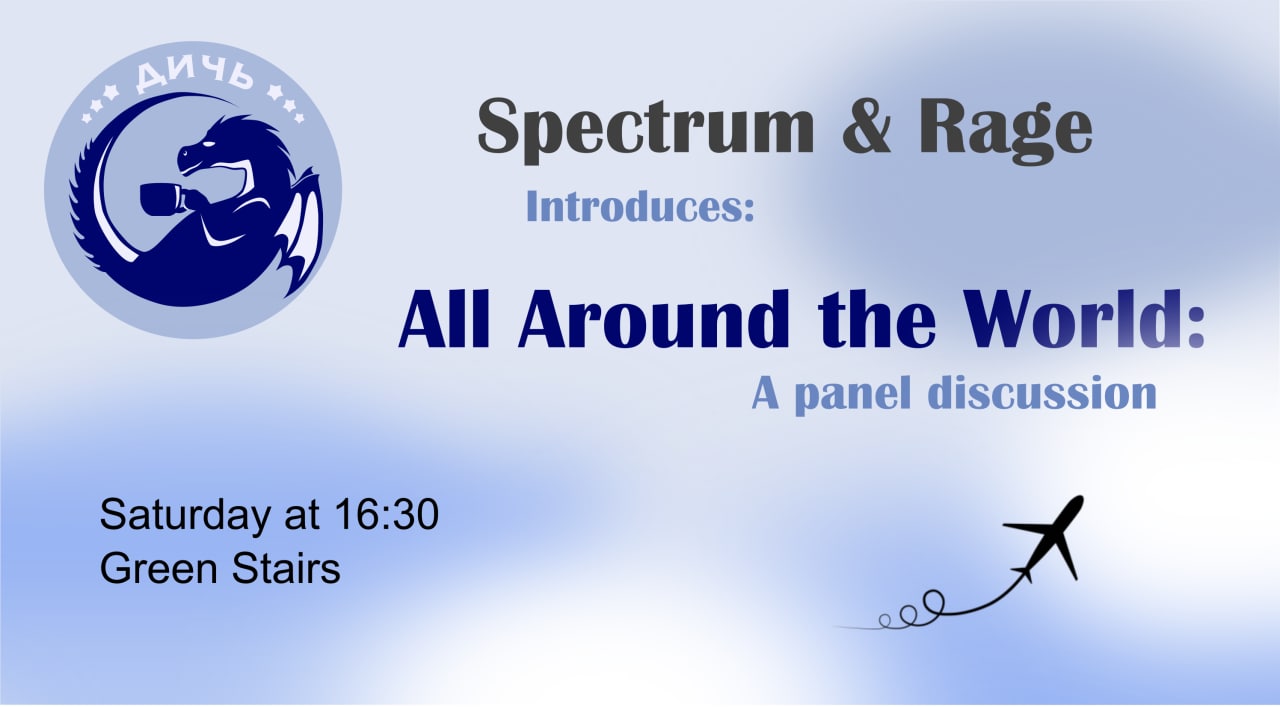 ДИЧЬ
Spectrum & Rage
Introduces:
All Around the World:
A panel discussion
Saturday at 16:30
Green Stairs